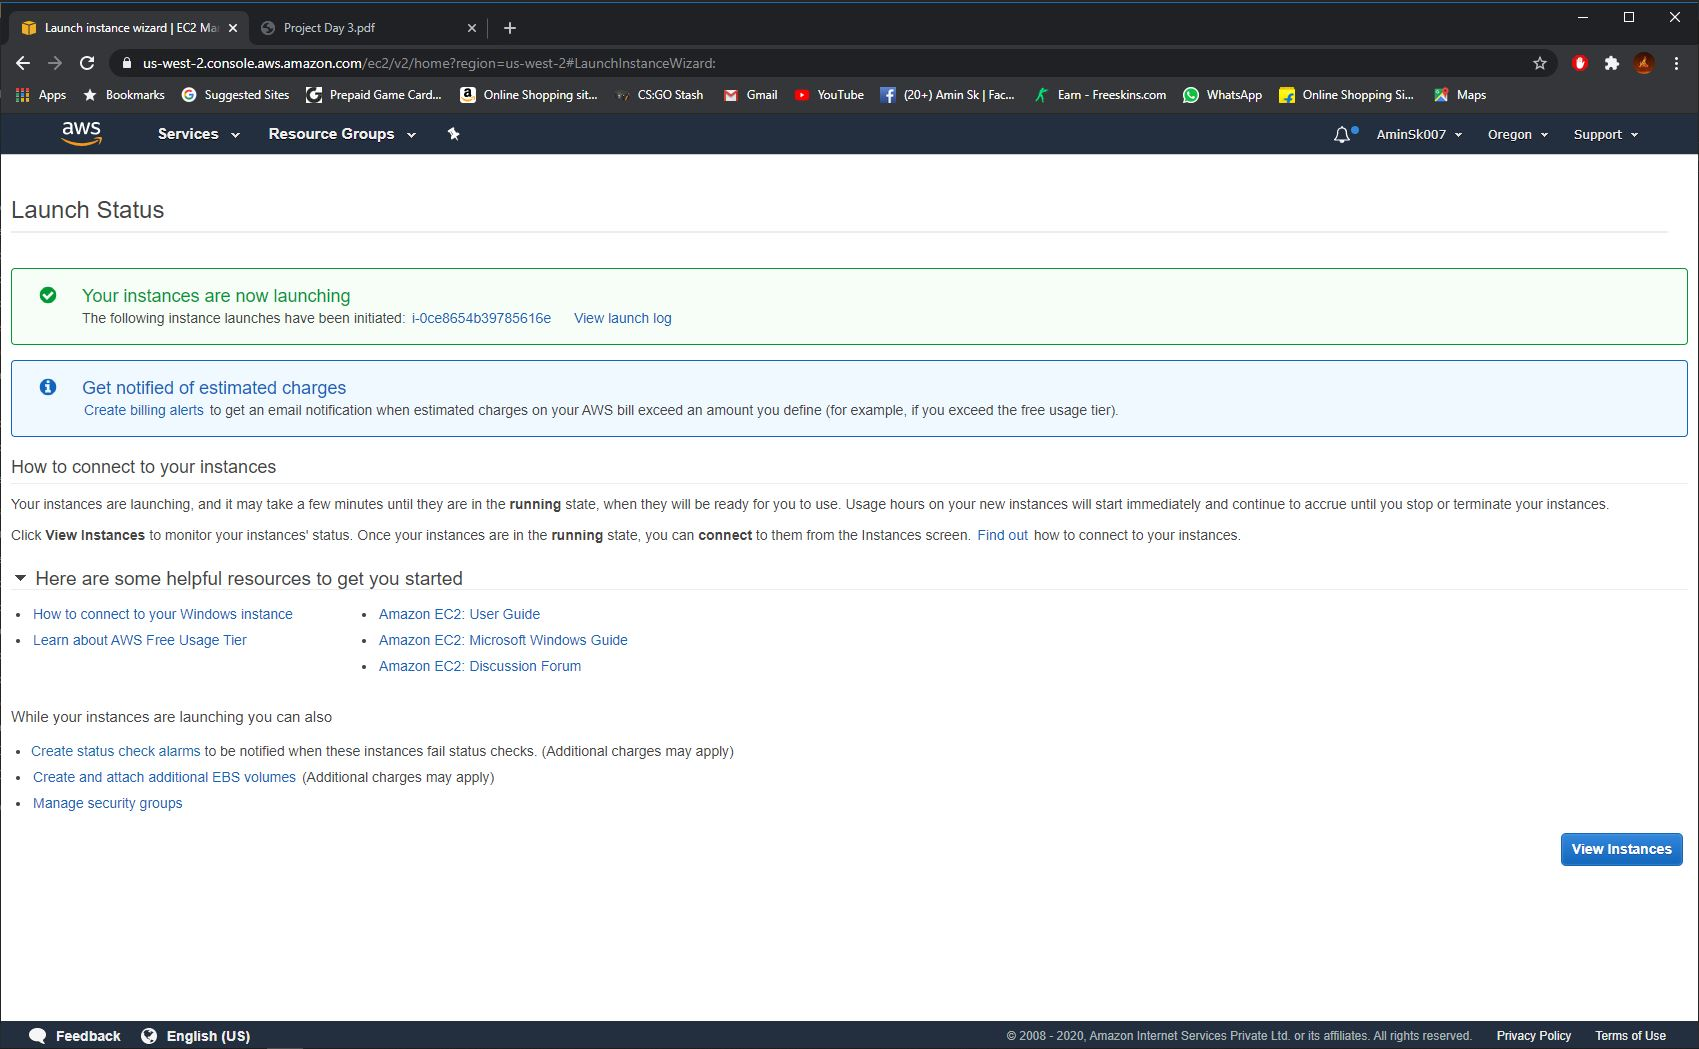 Launch instance wizard | EC2 Ma
Project Day 3.pdf
us-west-2.console.aws.amazon.com/ec2/v2/home?region=us-west-2#LaunchInstanceWizard:
Apps Bookmarks Suggested Sites Prepaid Game Card... Online Shopping sit... CS:GO Stash Gmail YouTube (20+) Amin Sk | Fac... Earn - Freeskins.com WhatsApp Online Shopping Si... Maps
aws Services Resource Groups AminSk007 Oregon Support
Launch Status
Your instances are now launching
The following instance launches have been initiated: i-0ce8654b39785616e View launch log
Get notified of estimated charges
Create billing alerts to get an email notification when estimated charges on your AWS bill exceed an amount you define (for example, if you exceed the free usage tier).
How to connect to your instances
Your instances are launching, and it may take a few minutes until they are in the running state, when they will be ready for you to use. Usage hours on your new instances will start immediately and continue to accrue until you stop or terminate your instances.
Click View Instances to monitor your instances' status. Once your instances are in the running state, you can connect to them from the Instances screen. Find out how to connect to your instances.
Here are some helpful resources to get you started
• How to connect to your Windows instance
• Learn about AWS Free Usage Tier
• Amazon EC2: User Guide
• Amazon EC2: Microsoft Windows Guide
• Amazon EC2: Discussion Forum
While your instances are launching you can also
• Create status check alarms to be notified when these instances fail status checks. (Additional charges may apply)
• Create and attach additional EBS volumes (Additional charges may apply)
• Manage security groups
View Instances
Feedback English (US) © 2008 - 2020, Amazon Internet Services Private Ltd. or its affiliates. All rights reserved. Privacy Policy Terms of Use